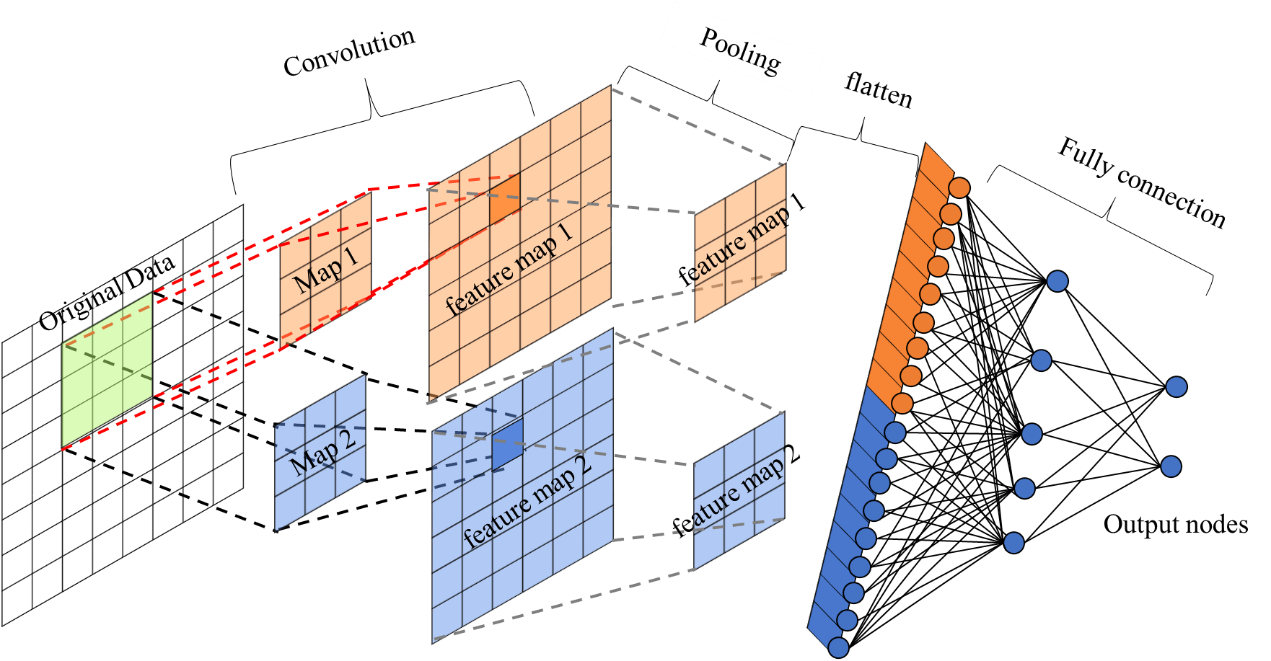 Convolution
Pooling
flatten
Fully connection
Original Data
Map 1
feature map 1
feature map 1
Map 2
feature map 2
feature map 2
Output nodes